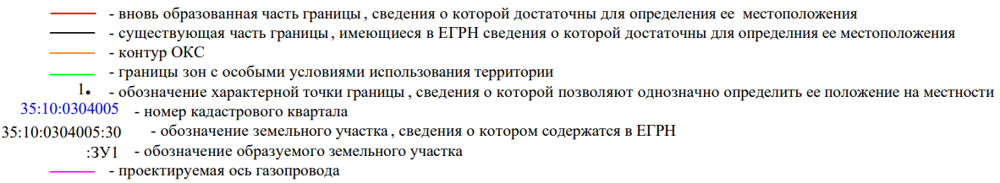 - вновь образованная часть границы, сведения о которой достаточны для определения ее местоположения
- существующая часть границы, имеющиеся в ЕГРН сведения о которой достаточны для определния ее местоположения
- контур ОКС
- границы зон с особыми условиями использования территории
1. - обозначение характерной точки границы, сведения о которой позволяют однозначно определить ее положение на местности
35:10:0304005 - номер кадастрового квартала
35:10:0304005:30 - обозначение земельного участка, сведения о котором содержатся в ЕГРН
:ЗУ1 - обозначение образуемого земельного участка
- проектируемая ось газопровода